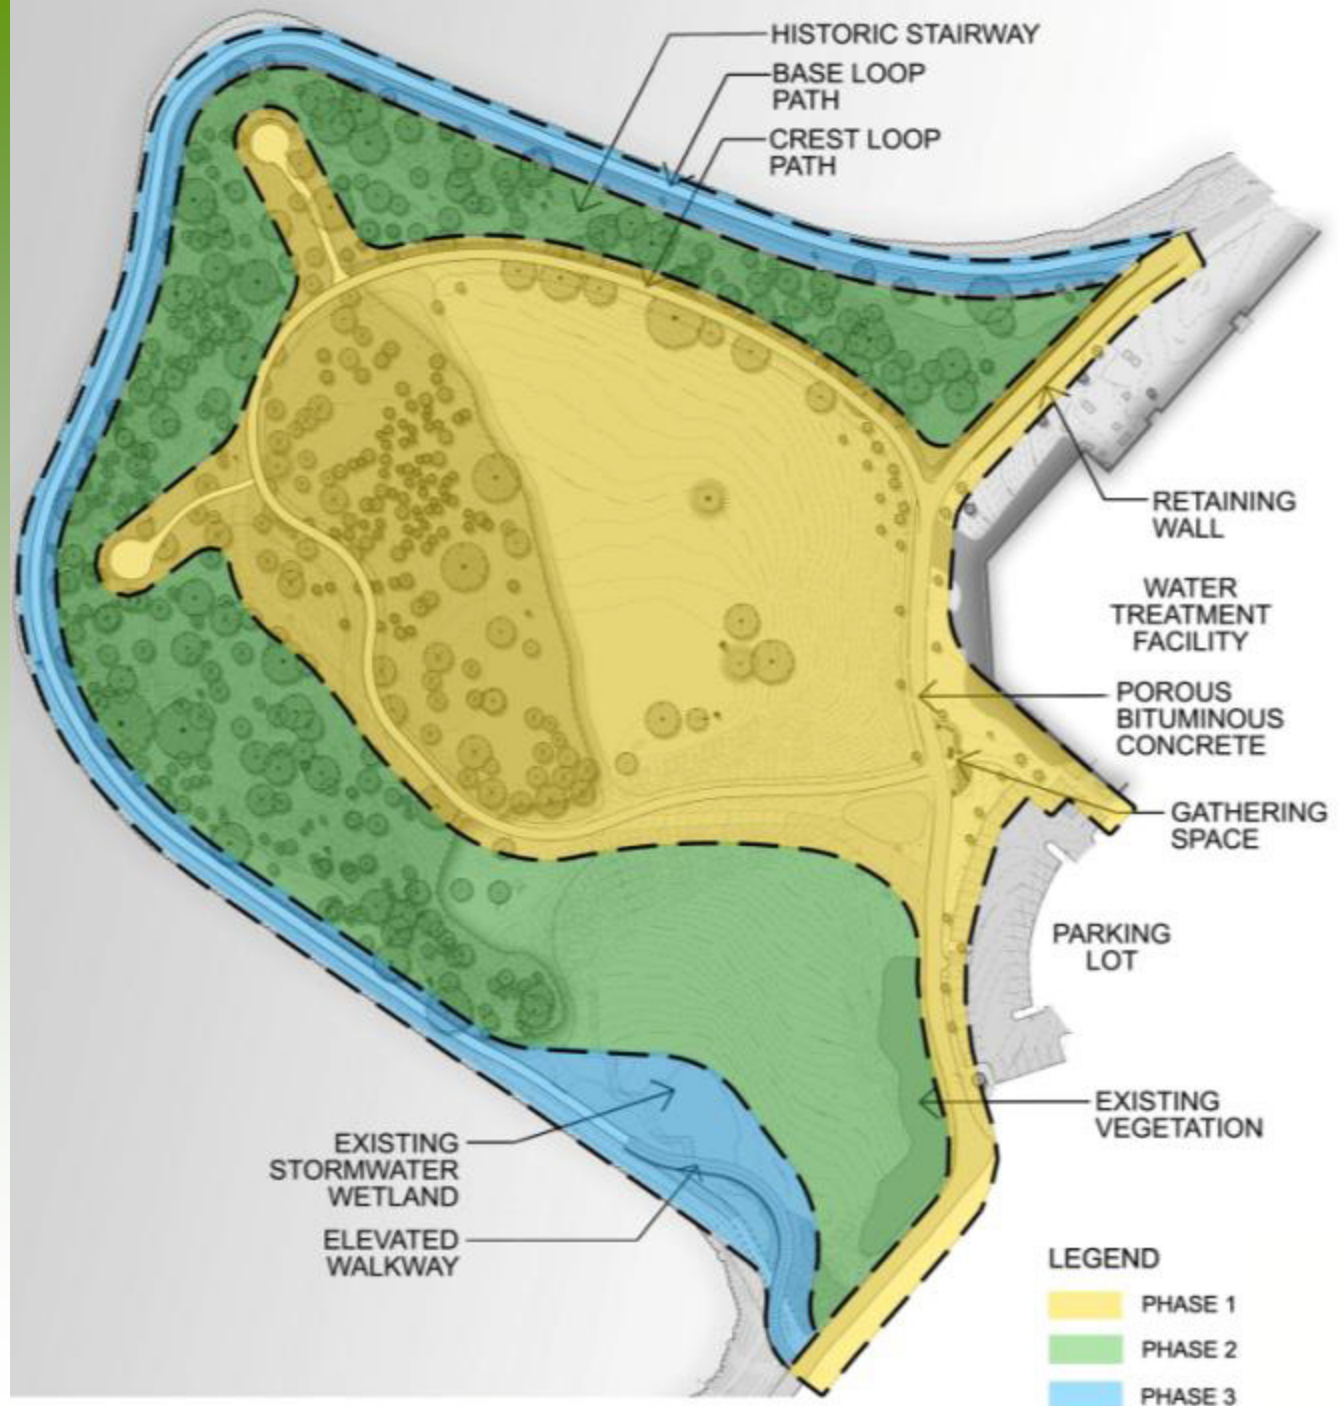 HISTORIC STAIRWAY
BASE LOOP
PATH
CREST LOOP
PATH
RETAINING
WALL
WATER
TREATMENT
FACILITY
POROUS
BITUMINOUS
CONCRETE
GATHERING
SPACE
PARKING
LOT
EXISTING
VEGETATION
EXISTING
STORMWATER
WETLAND
ELEVATED
WALKWAY
LEGEND
PHASE 1
PHASE 2
PHASE 3